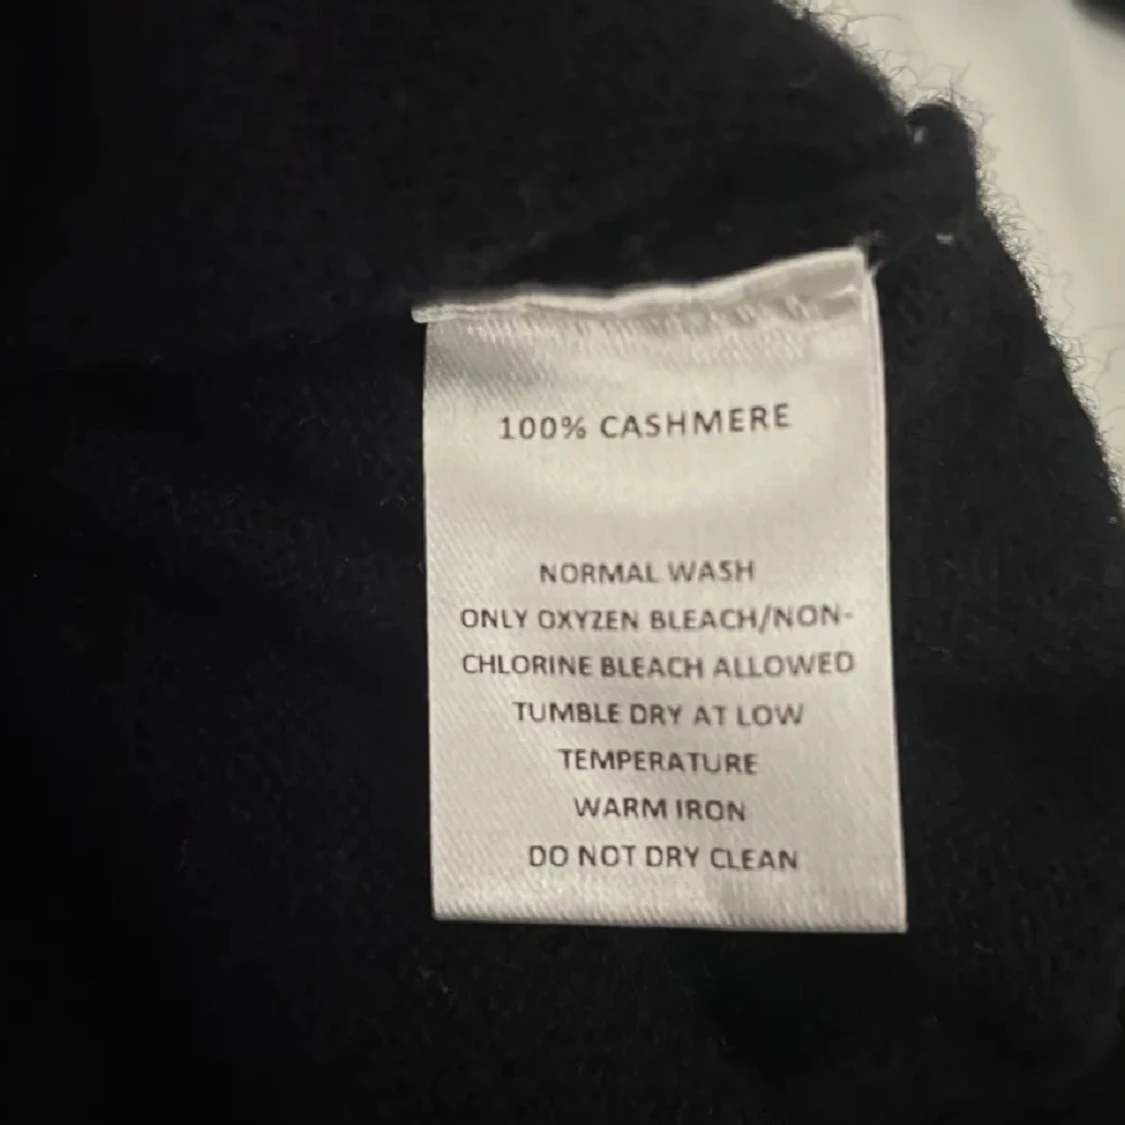 100% CASHMERE
NORMAL WASH
ONLY OXYZEN BLEACH/NON-
CHLORINE BLEACH ALLOWED
TUMBLE DRY AT LOW
TEMPERATURE
WARM IRON
DO NOT DRY CLEAN